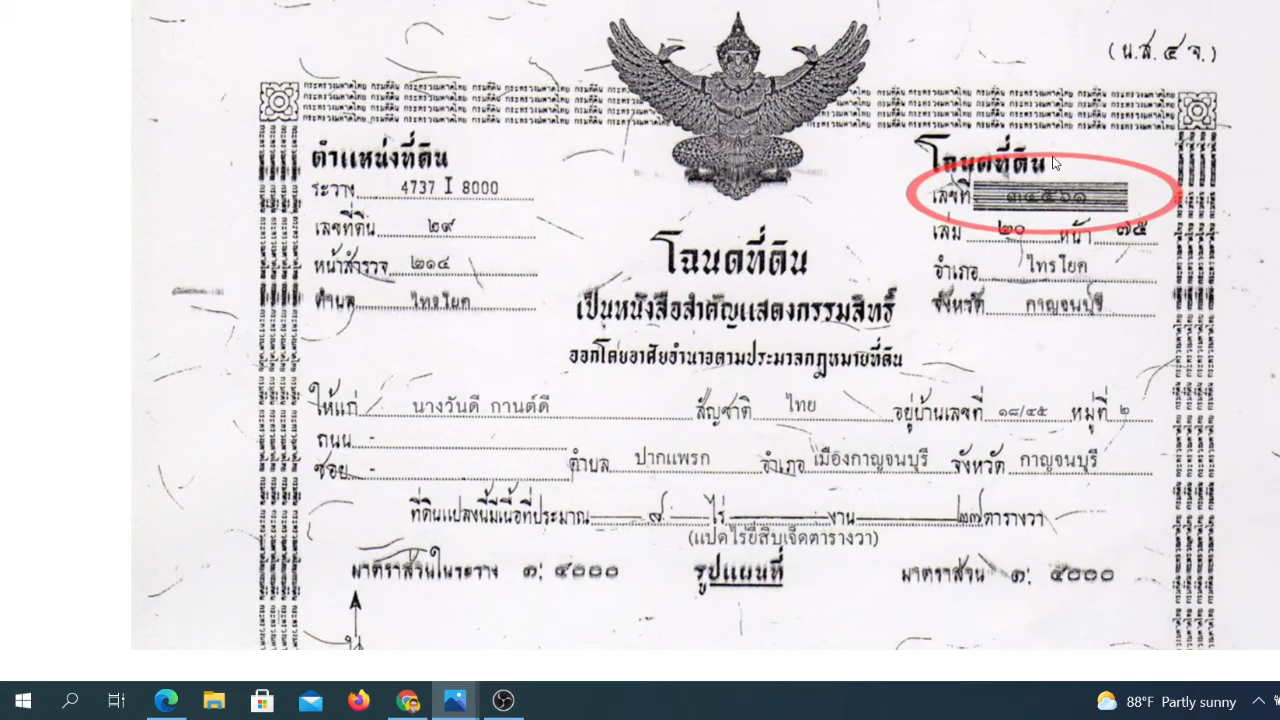 (น.ส. ๔ จ.)
ตำแหน่งที่ดิน
ระวาง 4737 I 8000
เลขที่ดิน ๒๙
หน้าสำรวจ ๒๑๔
ตำบล ไทรโยค
โฉนดที่ดิน
เลขที่
เล่ม ๒๐ หน้า ๗๕
อำเภอ ไทรโยค
จังหวัด กาญจนบุรี
โฉนดที่ดิน
เป็นหนังสือสำคัญแสดงกรรมสิทธิ์
ออกโดยอาศัยอำนาจตามประมวลกฎหมายที่ดิน
ให้แก่ นางวันดี กานต์ดี สัญชาติ ไทย อยู่บ้านเลขที่ ๑๘/๔๕ หมู่ที่ ๒
ถนน -
ซอย - ตำบล ปากแพรก อำเภอ เมืองกาญจนบุรี จังหวัด กาญจนบุรี
ที่ดินแปลงนี้มีเนื้อที่ประมาณ ๘ ไร่ งาน ๒๗ ตารางวา
(แปดไร่ยี่สิบเจ็ดตารางวา)
มาตราส่วนในระวาง ๑: ๔๐๐๐ รูปแผนที่ มาตราส่วน ๑: ๔๐๐๐
88°F Partly sunny